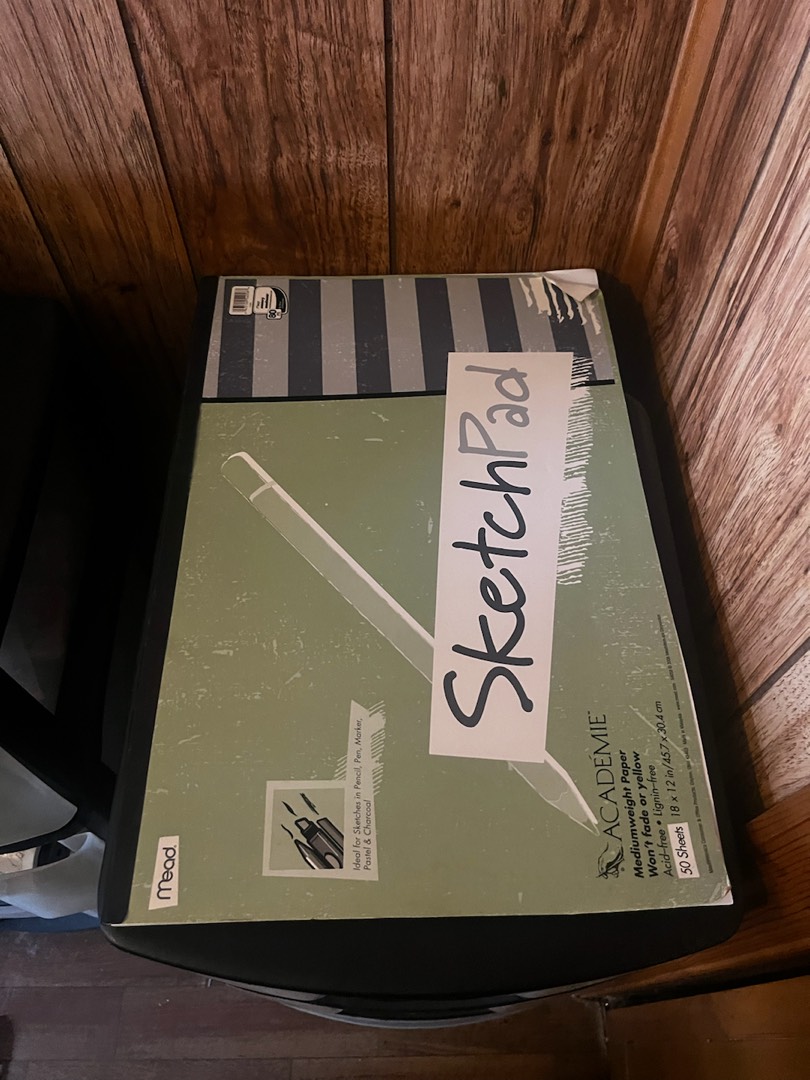 mead.
Ideal for Sketches in Pencil, Pen, Marker,
Pastel & Charcoal
SketchPad
ACADÉMIE™
Mediumweight Paper
Won't fade or yellow
Acid-free • Lignin-free
50 Sheets 18 x 12 in/45.7 x 30.4 cm